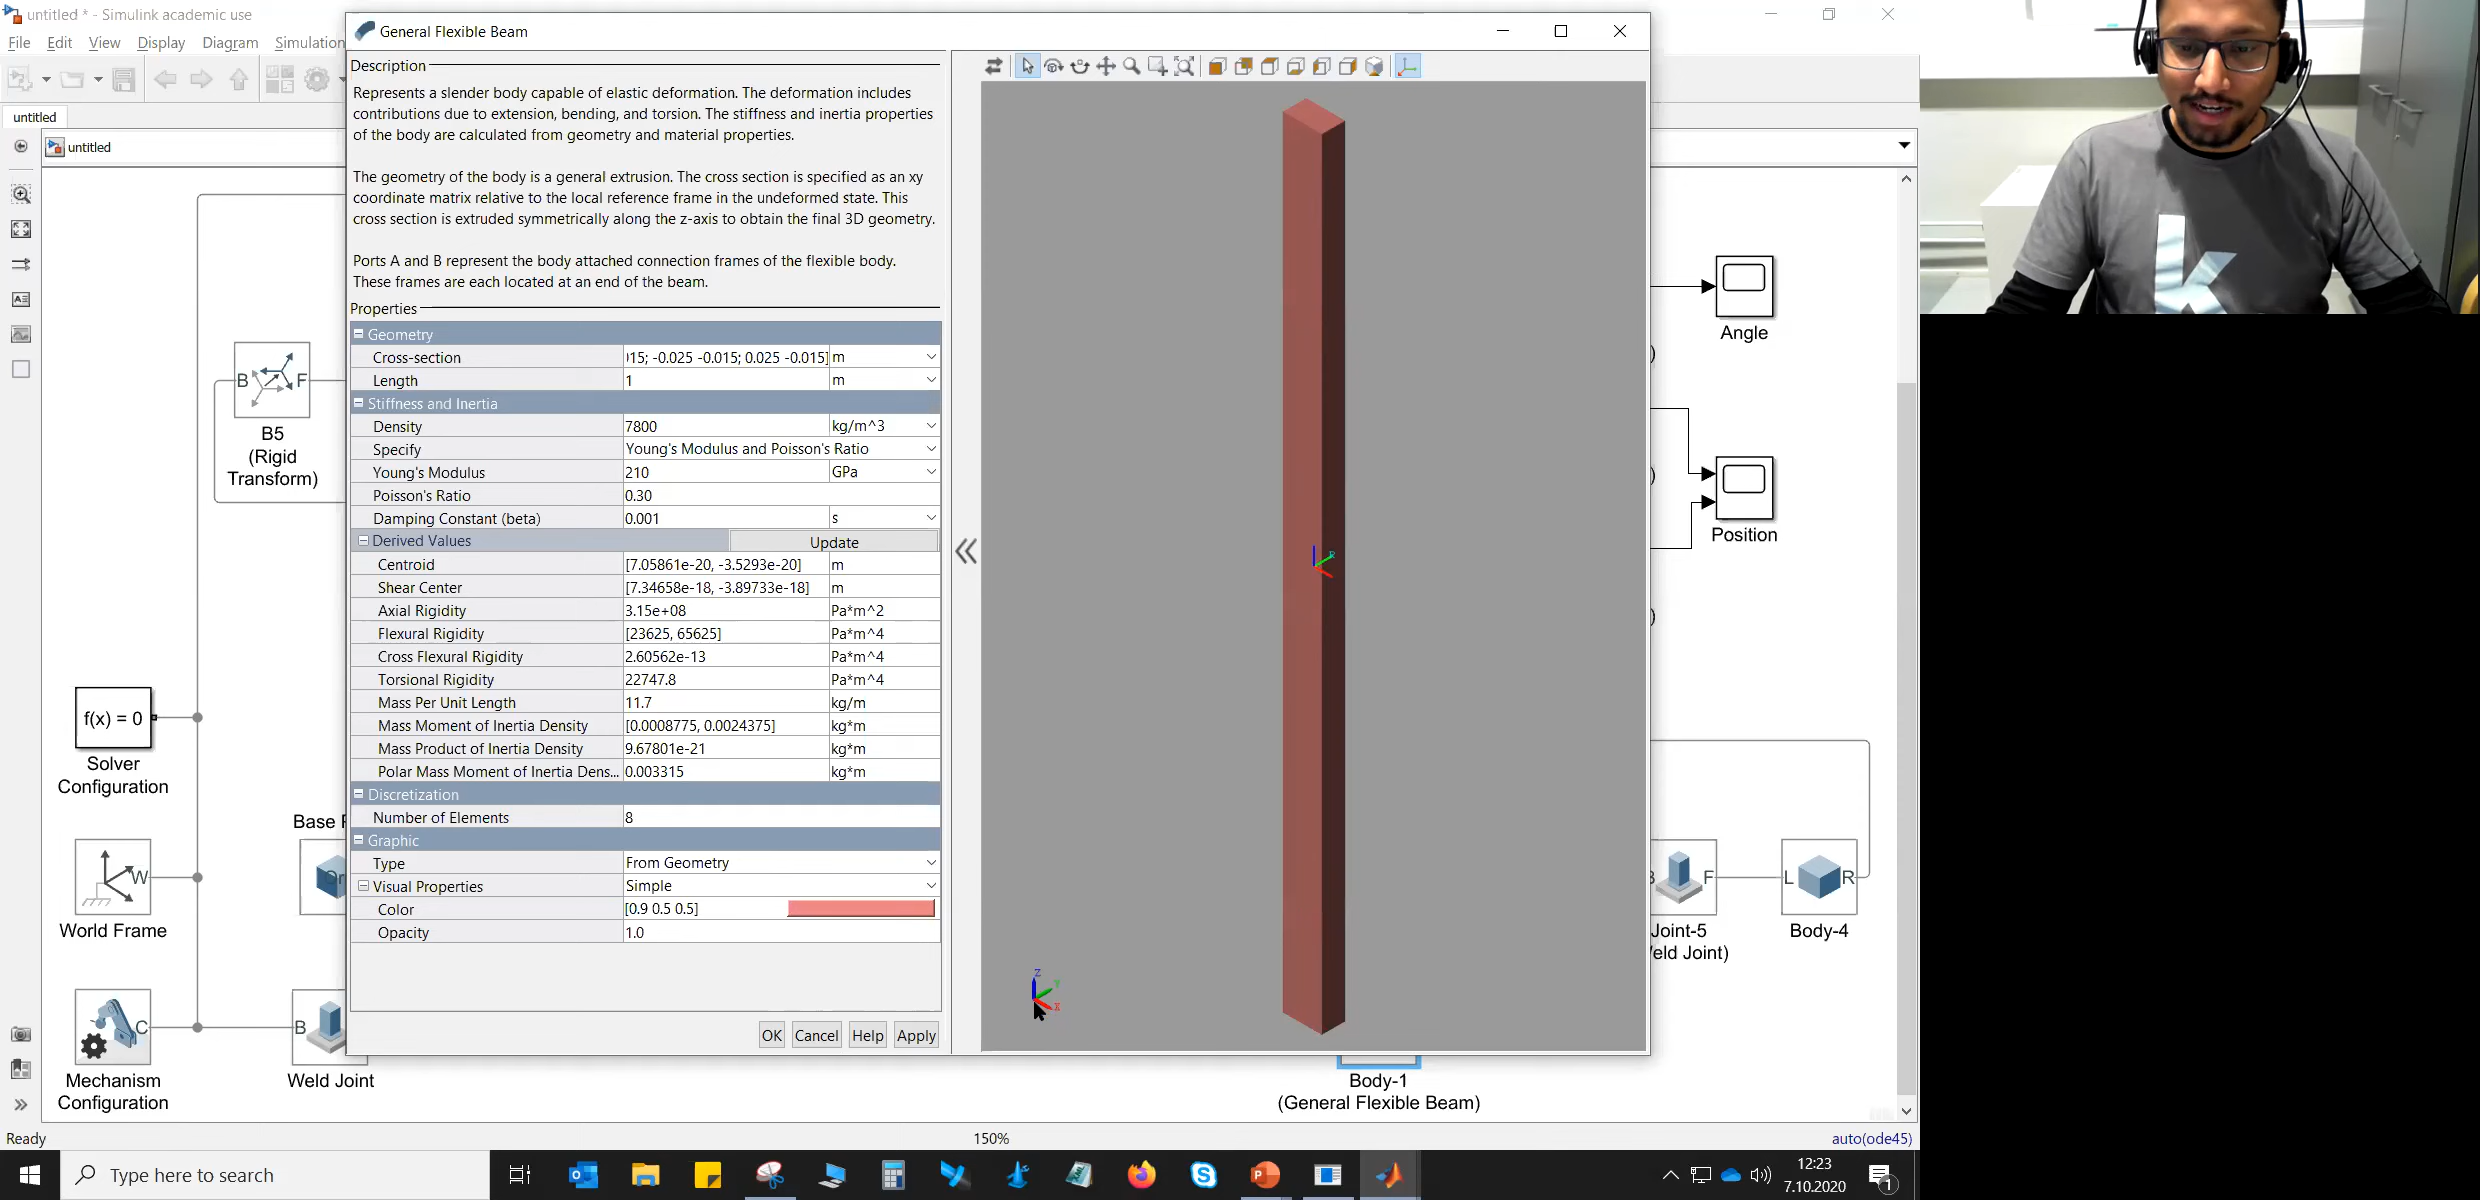 untitled * - Simulink academic use
File Edit View Display Diagram Simulation
untitled
untitled
General Flexible Beam
Description
Represents a slender body capable of elastic deformation. The deformation includes
contributions due to extension, bending, and torsion. The stiffness and inertia properties
of the body are calculated from geometry and material properties.
The geometry of the body is a general extrusion. The cross section is specified as an xy
coordinate matrix relative to the local reference frame in the undeformed state. This
cross section is extruded symmetrically along the z-axis to obtain the final 3D geometry.
Ports A and B represent the body attached connection frames of the flexible body.
These frames are each located at an end of the beam.
Properties
Geometry
Cross-section 15; -0.025 -0.015; 0.025 -0.015] m
Length 1 m
Stiffness and Inertia
Density 7800 kg/m^3
Specify Young's Modulus and Poisson's Ratio
Young's Modulus 210 GPa
Poisson's Ratio 0.30
Damping Constant (beta) 0.001 s
Derived Values Update
Centroid [7.05861e-20, -3.5293e-20] m
Shear Center [7.34658e-18, -3.89733e-18] m
Axial Rigidity 3.15e+08 Pa*m^2
Flexural Rigidity [23625, 65625] Pa*m^4
Cross Flexural Rigidity 2.60562e-13 Pa*m^4
Torsional Rigidity 22747.8 Pa*m^4
Mass Per Unit Length 11.7 kg/m
Mass Moment of Inertia Density [0.0008775, 0.0024375] kg*m
Mass Product of Inertia Density 9.67801e-21 kg*m
Polar Mass Moment of Inertia Dens... 0.003315 kg*m
Discretization
Number of Elements 8
Graphic
Type From Geometry
Visual Properties Simple
Color [0.9 0.5 0.5]
Opacity 1.0
OK Cancel Help Apply
R
Z
Y
X
B F
B5
(Rigid
Transform)
f(x) = 0
Solver
Configuration
Base
W
World Frame
C
Mechanism
Configuration
B
Weld Joint
Angle
Position
F
Joint-5
eld Joint)
L R
Body-4
Body-1
(General Flexible Beam)
k
Ready 150% auto(ode45)
Type here to search
12:23
7.10.2020
1